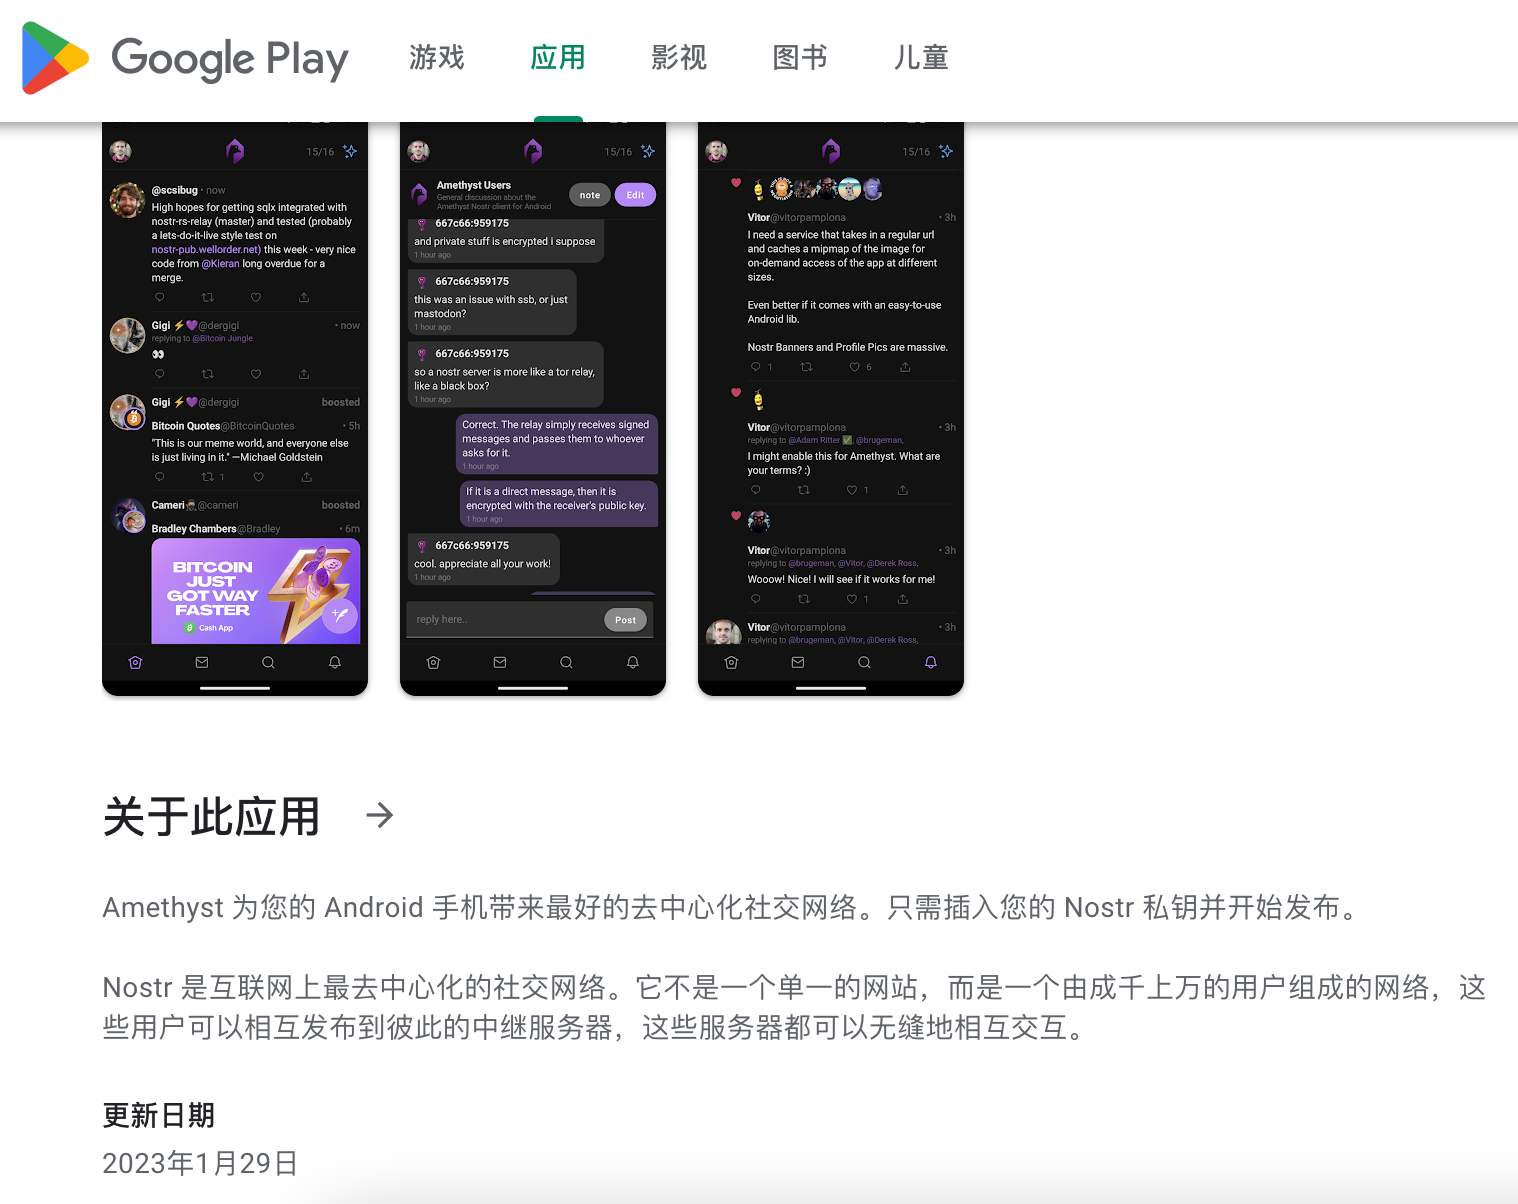 Google Play 游戏 应用 影视 图书 儿童
15/16
@scsibug • now
High hopes for getting sqlx integrated with
nostr-rs-relay (master) and tested (probably
a lets-do-it-live style test on
nostr-pub.wellorder.net) this week - very nice
code from @Kieran long overdue for a
merge.
Gigi ⚡💜@dergigi • now
replying to @Bitcoin Jungle
👀
Gigi ⚡💜@dergigi boosted
Bitcoin Quotes@BitcoinQuotes • 5h
"This is our meme world, and everyone else
is just living in it." —Michael Goldstein
1
Cameri@cameri boosted
Bradley Chambers@Bradley • 6m
BITCOIN
JUST
GOT WAY
FASTER
Cash App
15/16
Amethyst Users
General discussion about the
Amethyst Nostr client for Android
note Edit
667c66:959175
and private stuff is encrypted i suppose
1 hour ago
667c66:959175
this was an issue with ssb, or just
mastodon?
1 hour ago
667c66:959175
so a nostr server is more like a tor relay,
like a black box?
1 hour ago
Correct. The relay simply receives signed
messages and passes them to whoever
asks for it.
1 hour ago
If it is a direct message, then it is
encrypted with the receiver's public key.
1 hour ago
667c66:959175
cool. appreciate all your work!
1 hour ago
reply here.. Post
15/16
Vitor@vitorpamplona • 3h
I need a service that takes in a regular url
and caches a mipmap of the image for
on-demand access of the app at different
sizes.
Even better if it comes with an easy-to-use
Android lib.
Nostr Banners and Profile Pics are massive.
1 6
Vitor@vitorpamplona • 3h
replying to @Adam Ritter ✅, @brugeman,
I might enable this for Amethyst. What are
your terms? :)
1
Vitor@vitorpamplona • 3h
replying to @brugeman, @Vitor, @Derek Ross,
Wooow! Nice! I will see if it works for me!
1
Vitor@vitorpamplona • 3h
replying to @brugeman, @Vitor, @Derek Ross,
关于此应用 →
Amethyst 为您的 Android 手机带来最好的去中心化社交网络。只需插入您的 Nostr 私钥并开始发布。
Nostr 是互联网上最去中心化的社交网络。它不是一个单一的网站，而是一个由成千上万的用户组成的网络，这
些用户可以相互发布到彼此的中继服务器，这些服务器都可以无缝地相互交互。
更新日期
2023年1月29日